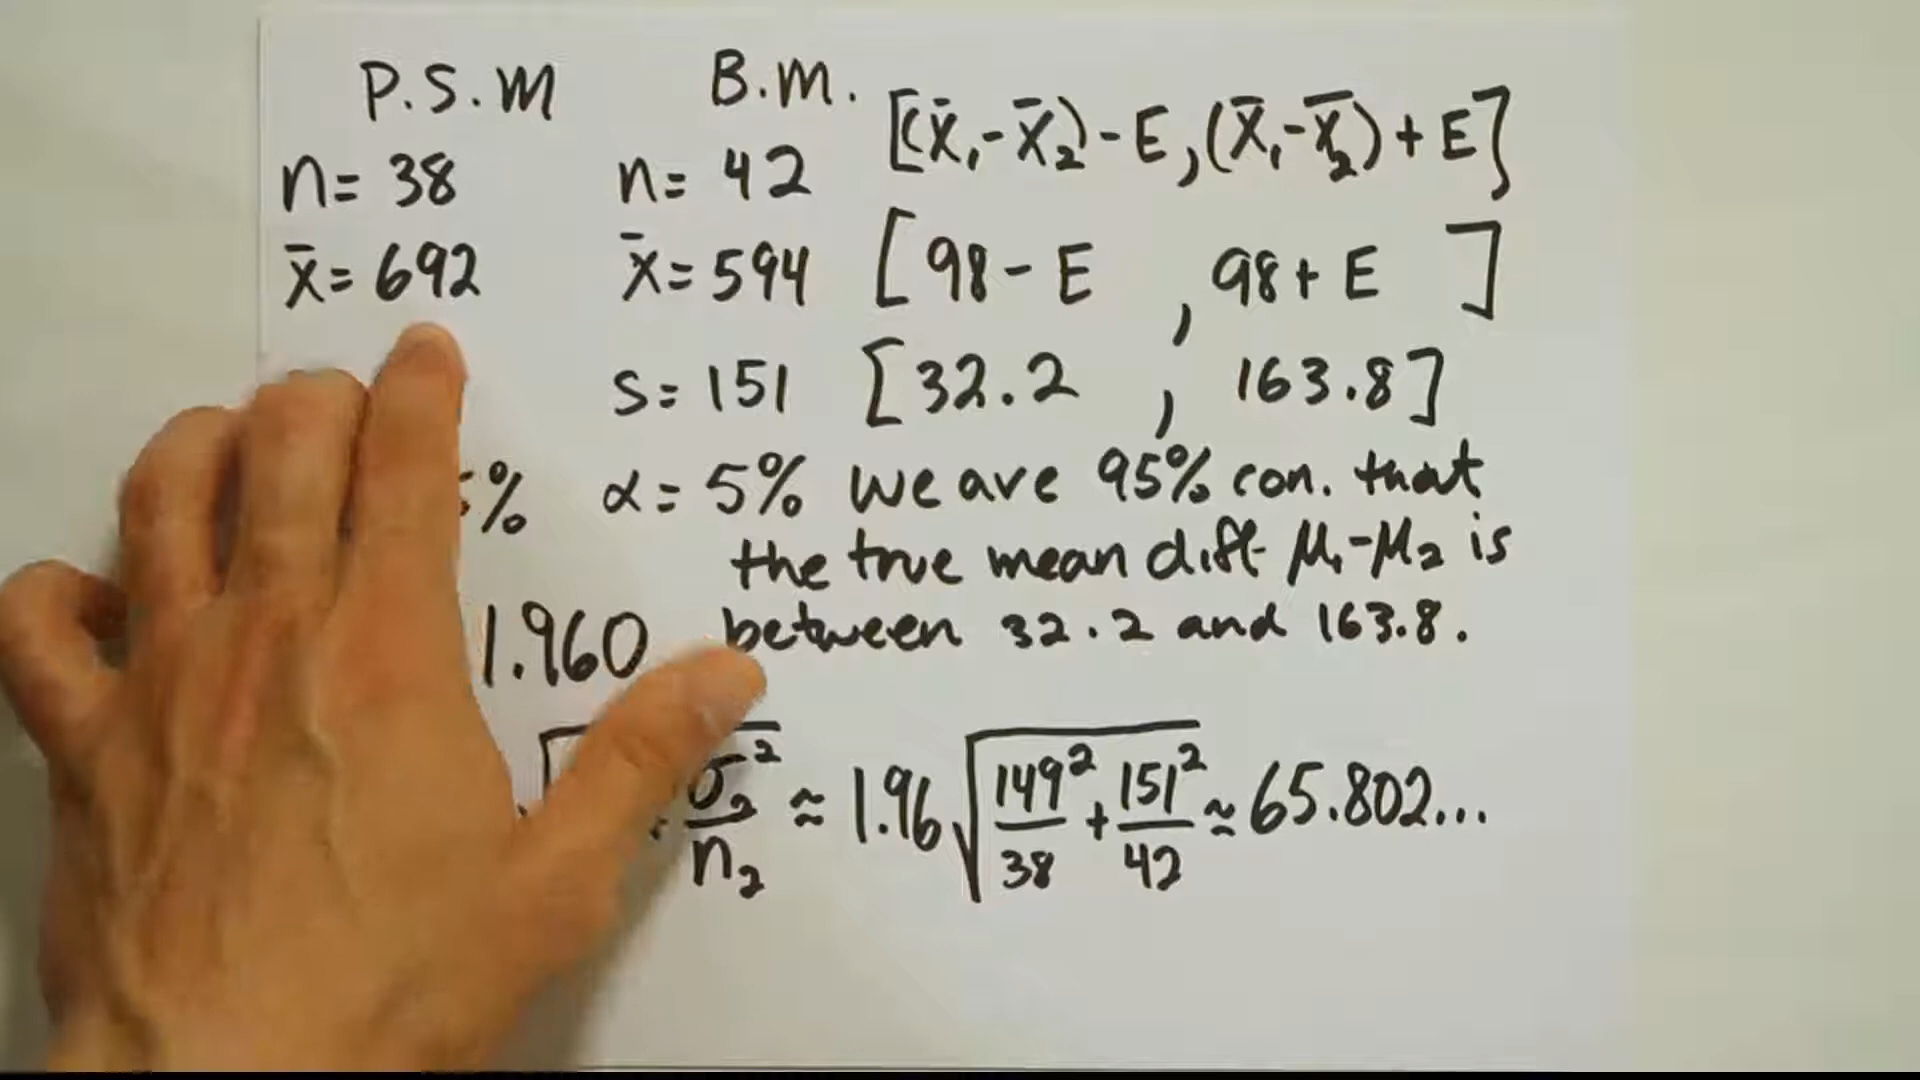 P.S.M
n = 38
x̄ = 692
B.M.
n = 42
x̄ = 594
s = 151
%
α = 5%
1.960
[(x̄₁-x̄₂)-E,(x̄₁-x̄₂)+E]
[98-E , 98+E]
[32.2 , 163.8]
We are 95% con. that
the true mean diff μ₁-μ₂ is
between 32.2 and 163.8.
σ₂²/n₂ ≈ 1.96√(149²/38 + 151²/42) ≈ 65.802...